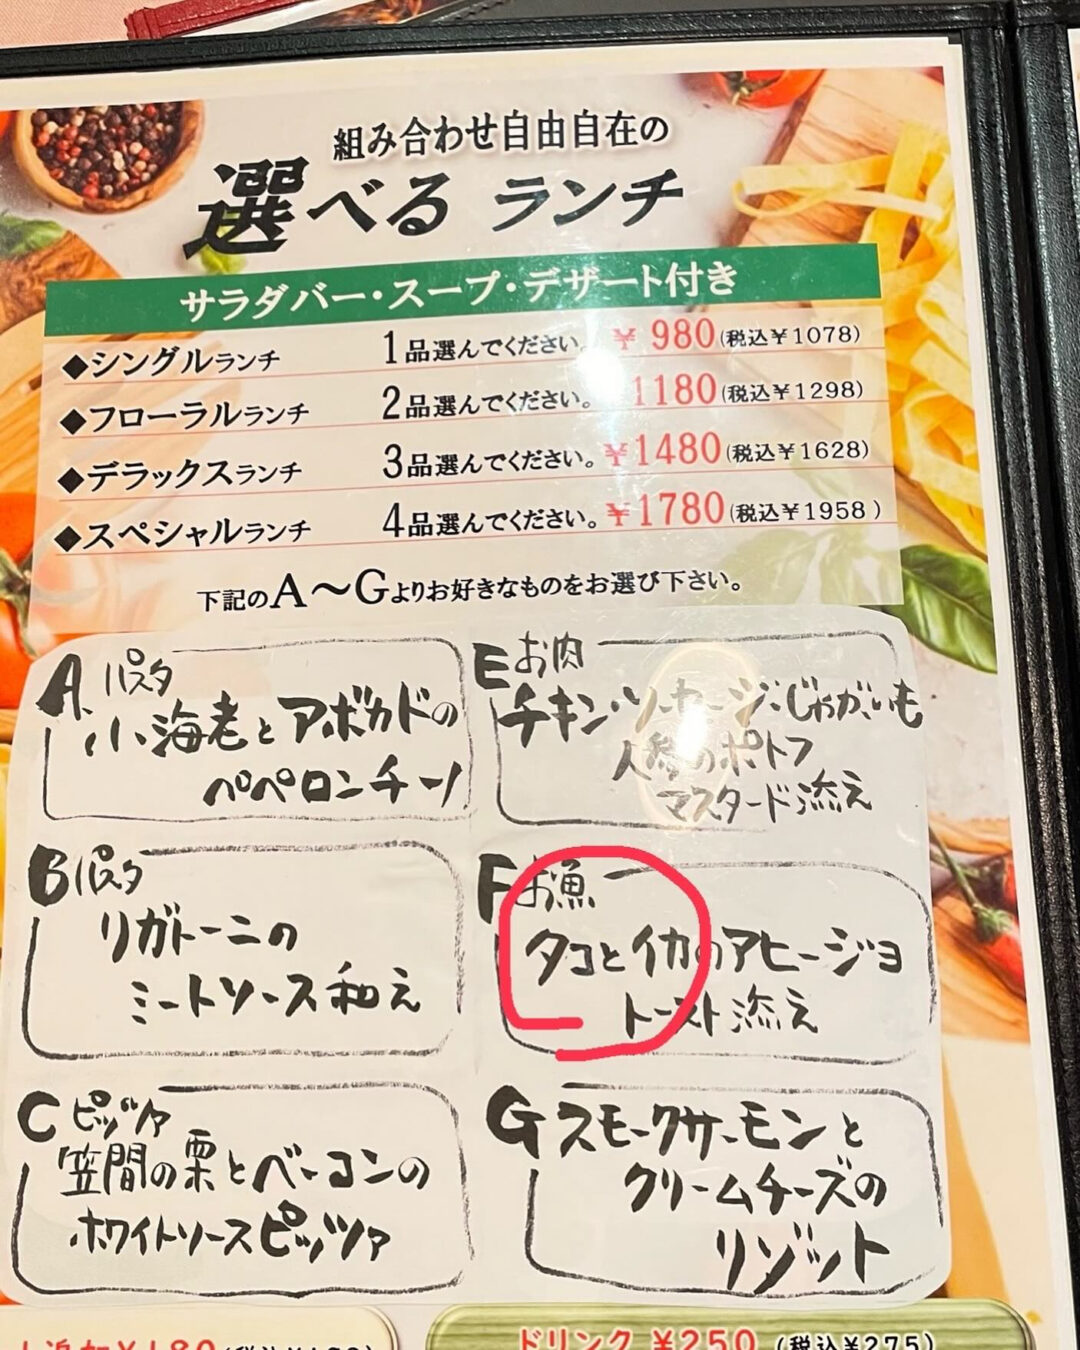 組み合わせ自由自在の
選べるランチ
サラダバー・スープ・デザート付き
◆シングルランチ 1品選んでください。 ¥980(税込¥1078)
◆フローラルランチ 2品選んでください。 1180(税込¥1298)
◆デラックスランチ 3品選んでください。 ¥1480(税込¥1628)
◆スペシャルランチ 4品選んでください。 ¥1780(税込¥1958)
下記のA〜Gよりお好きなものをお選び下さい。
A パスタ
小海老とアボカドの
ペペロンチーノ
B パスタ
リガトーニの
ミートソース和え
C ピッツァ
笠間の栗とベーコンの
ホワイトソースピッツァ
E お肉
チキン・ソーセージ・じゃがいも
人参のポトフ
マスタード添え
F お魚
タコとイカのアヒージョ
トースト添え
G スモークサーモンと
クリームチーズの
リゾット
ドリンク ¥250 (税込¥275)